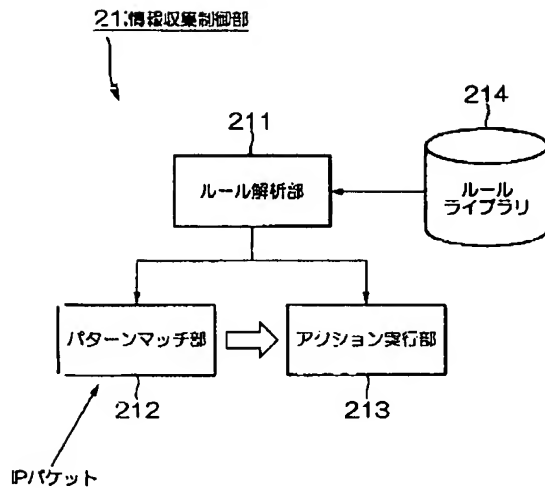 21:情報収集制御部
214
211
ルール解析部
ルール
ライブラリ
パターンマッチ部
アクション実行部
212
213
IPパケット